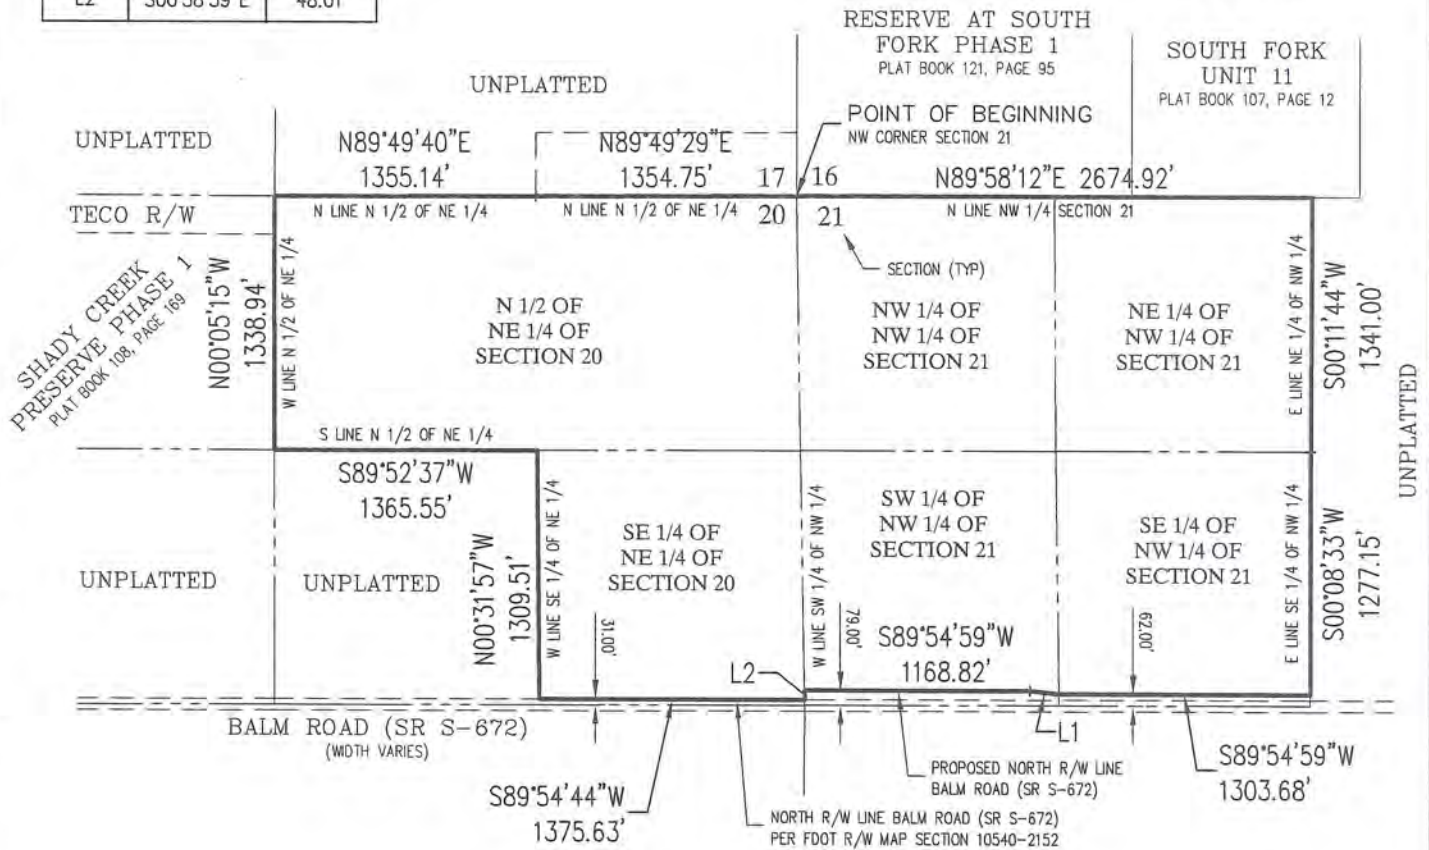 L2 S00°38'39"E 48.01'
RESERVE AT SOUTH
FORK PHASE 1
PLAT BOOK 121, PAGE 95
SOUTH FORK
UNIT 11
PLAT BOOK 107, PAGE 12
UNPLATTED
POINT OF BEGINNING
NW CORNER SECTION 21
UNPLATTED
N89°49'40"E
1355.14'
N89°49'29"E
1354.75'
17 16
N89°58'12"E 2674.92'
TECO R/W
N LINE N 1/2 OF NE 1/4
N LINE N 1/2 OF NE 1/4
20 21
N LINE NW 1/4 SECTION 21
SECTION (TYP)
SHADY CREEK
PRESERVE PHASE 1
PLAT BOOK 108, PAGE 169
N00°05'15"W
1338.94'
W LINE N 1/2 OF NE 1/4
N 1/2 OF
NE 1/4 OF
SECTION 20
NW 1/4 OF
NW 1/4 OF
SECTION 21
NE 1/4 OF
NW 1/4 OF
SECTION 21
E LINE NE 1/4 OF NW 1/4
S00°11'44"W
1341.00'
UNPLATTED
S LINE N 1/2 OF NE 1/4
S89°52'37"W
1365.55'
UNPLATTED
UNPLATTED
N00°31'57"W
1309.51'
W LINE SE 1/4 OF NE 1/4
SE 1/4 OF
NE 1/4 OF
SECTION 20
W LINE SW 1/4 OF NW 1/4
SW 1/4 OF
NW 1/4 OF
SECTION 21
SE 1/4 OF
NW 1/4 OF
SECTION 21
E LINE SE 1/4 OF NW 1/4
S00°08'33"W
1277.15'
31.00'
79.00'
62.00'
S89°54'59"W
1168.82'
L2
L1
BALM ROAD (SR S-672)
(WIDTH VARIES)
S89°54'44"W
1375.63'
PROPOSED NORTH R/W LINE
BALM ROAD (SR S-672)
S89°54'59"W
1303.68'
NORTH R/W LINE BALM ROAD (SR S-672)
PER FDOT R/W MAP SECTION 10540-2152